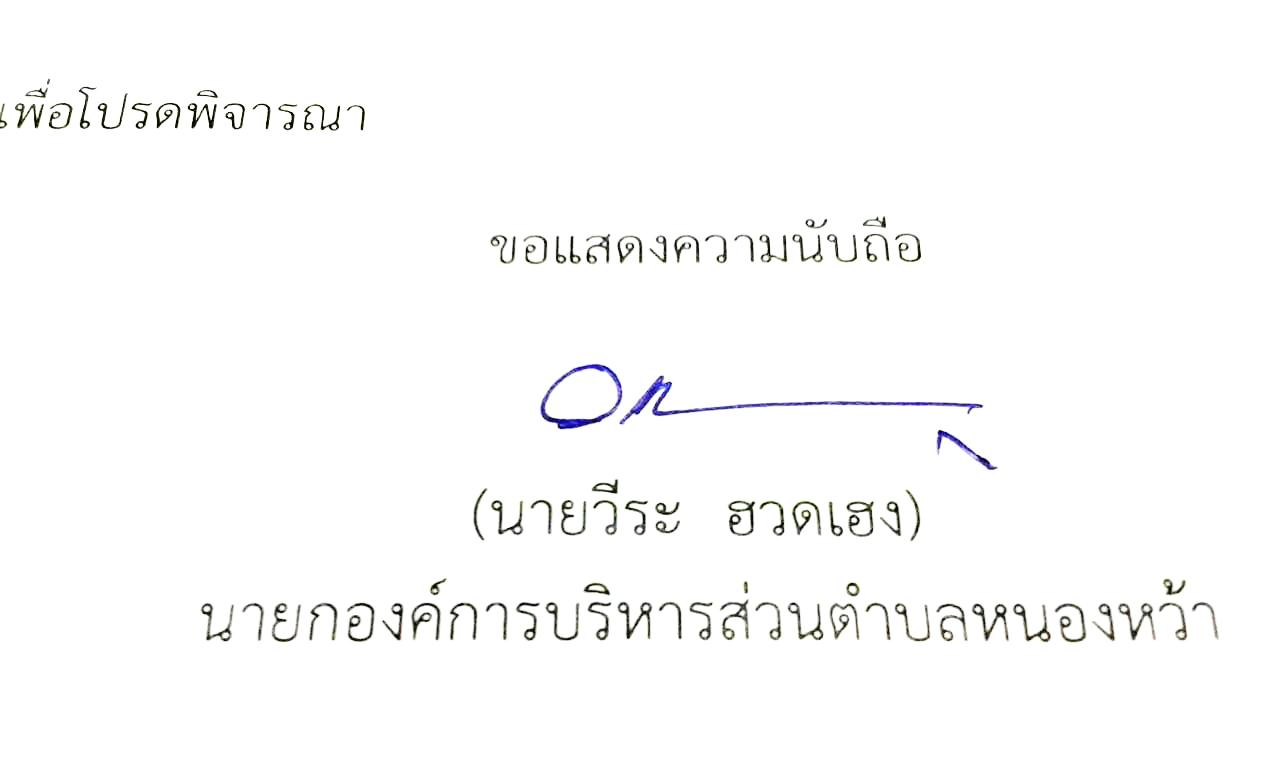 เพื่อโปรดพิจารณา
ขอแสดงความนับถือ
(นายวีระ ฮวดเฮง)
นายกองค์การบริหารส่วนตำบลหนองหว้า